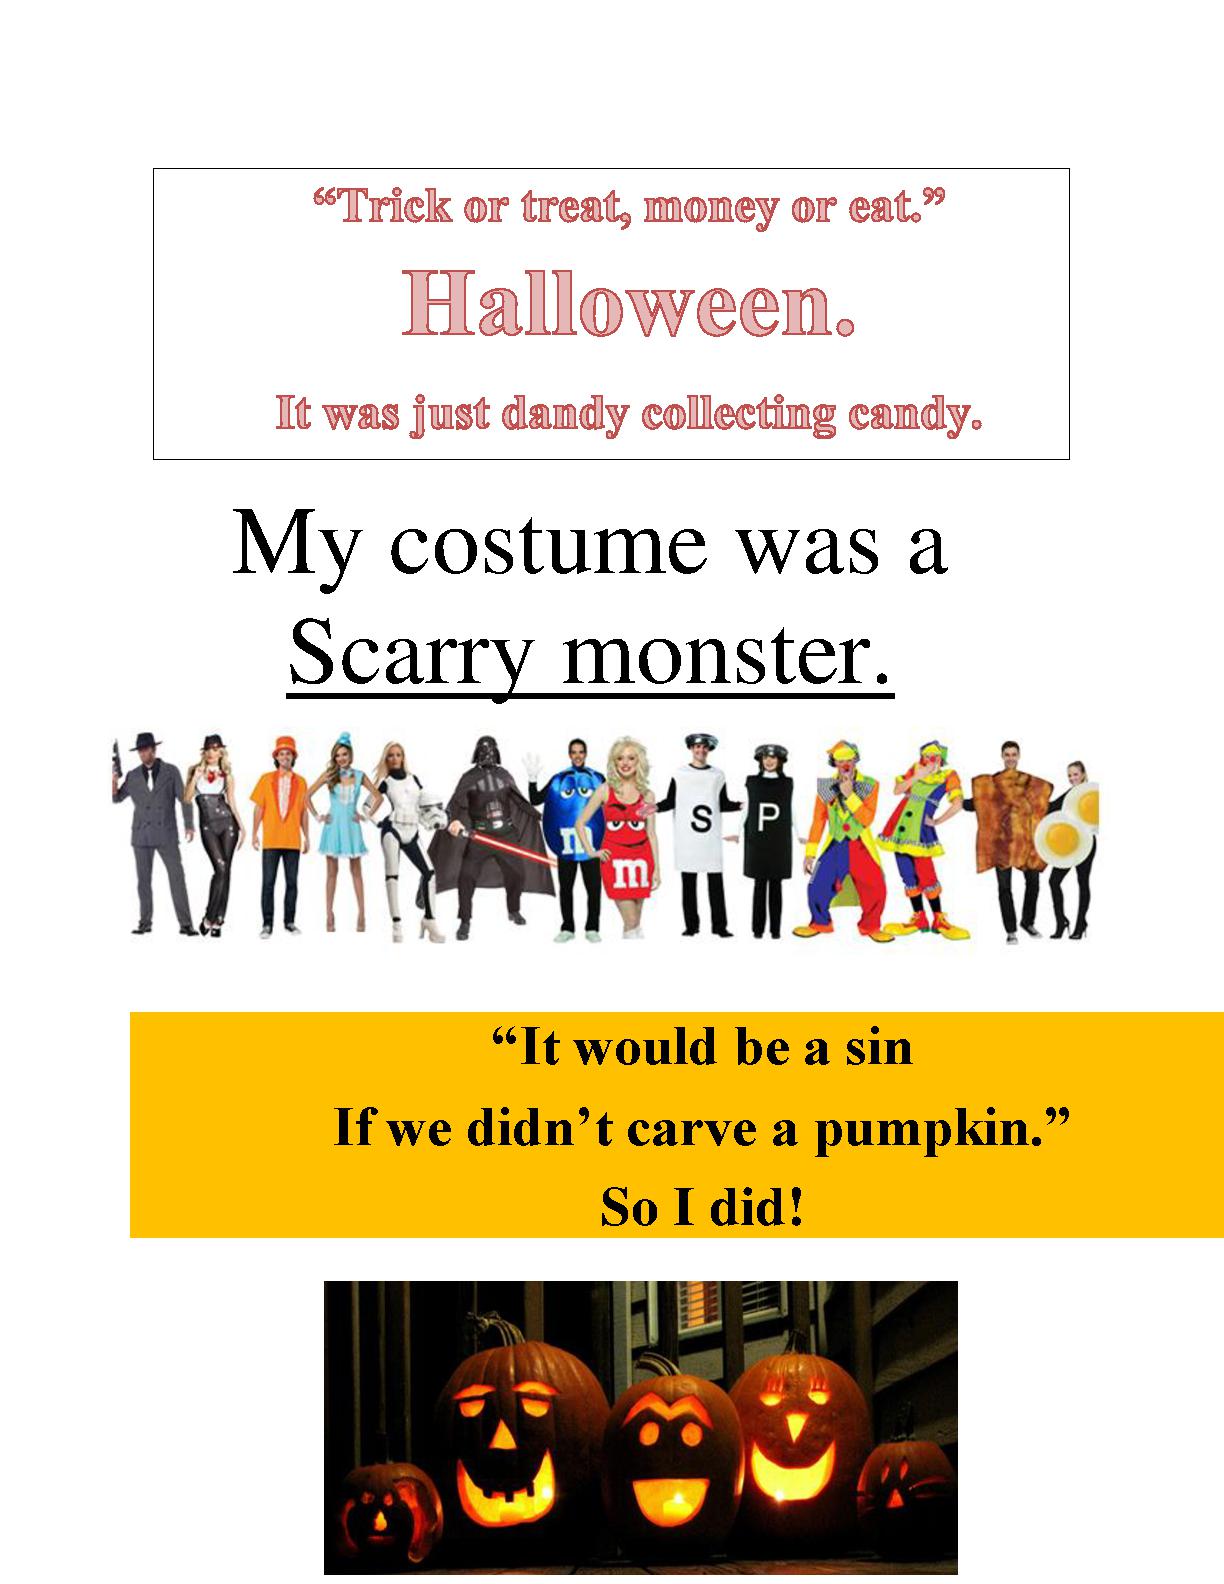 “Trick or treat, money or eat.”
Halloween.
It was just dandy collecting candy.
My costume was a
Scarry monster.
m
m
S
P
“It would be a sin
If we didn’t carve a pumpkin.”
So I did!